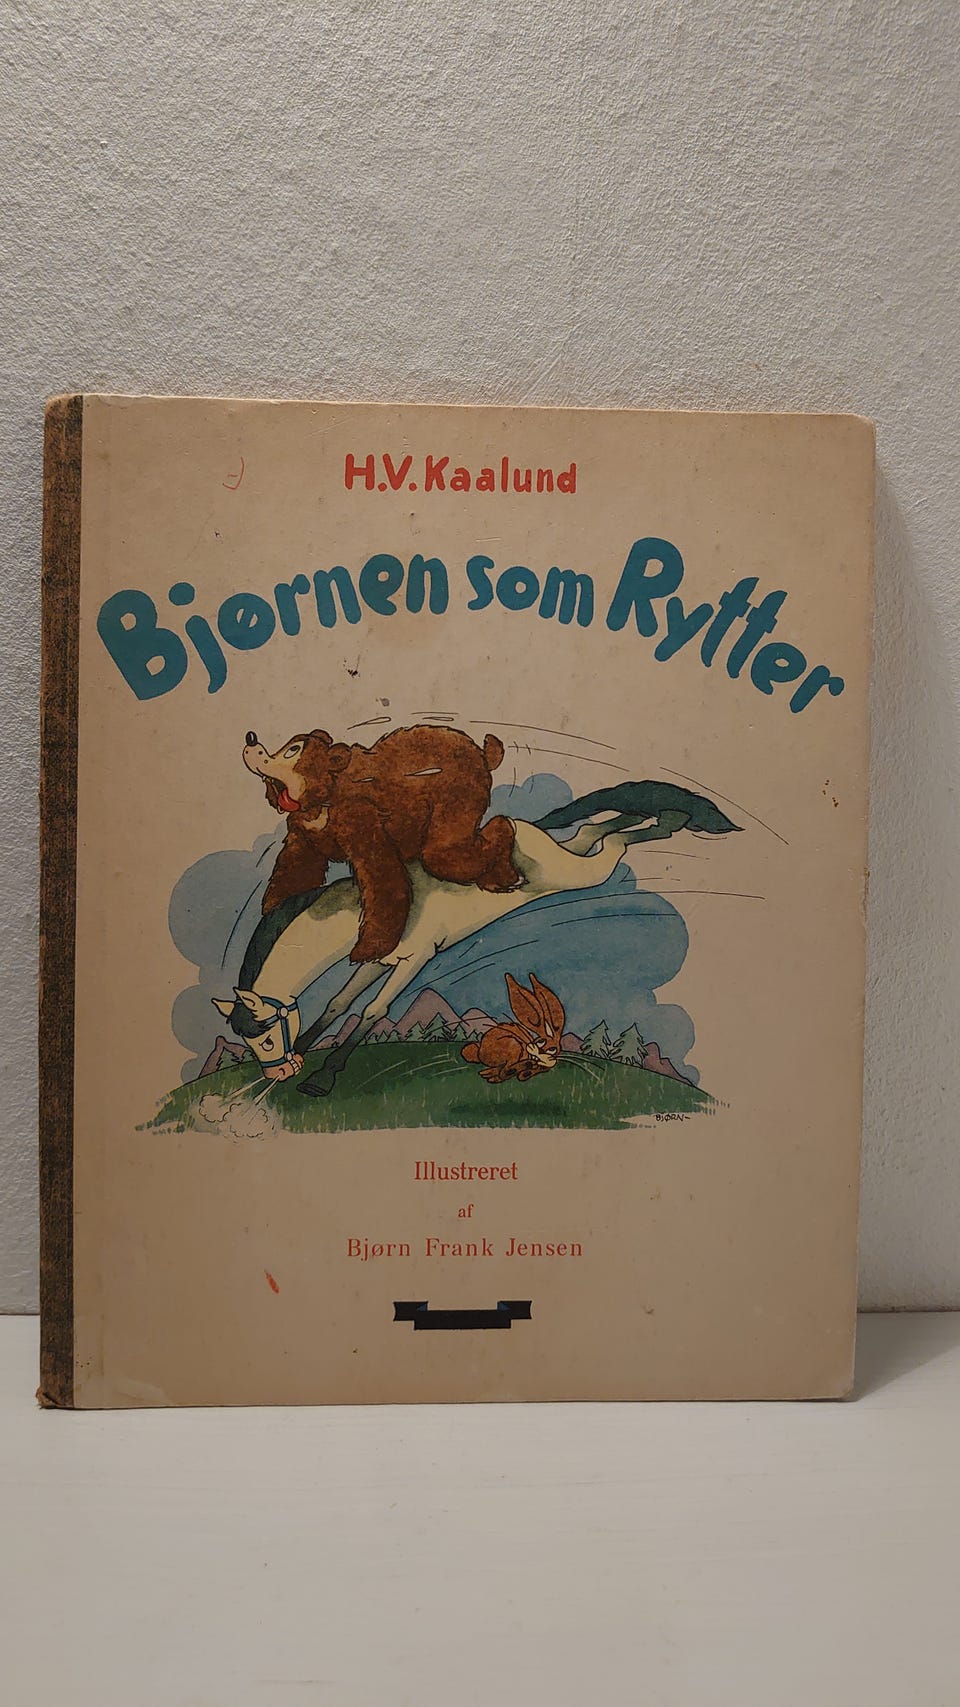 H.V.Kaalund
Bjørnen som Rytter
BJØRN
Illustreret
af
Bjørn Frank Jensen